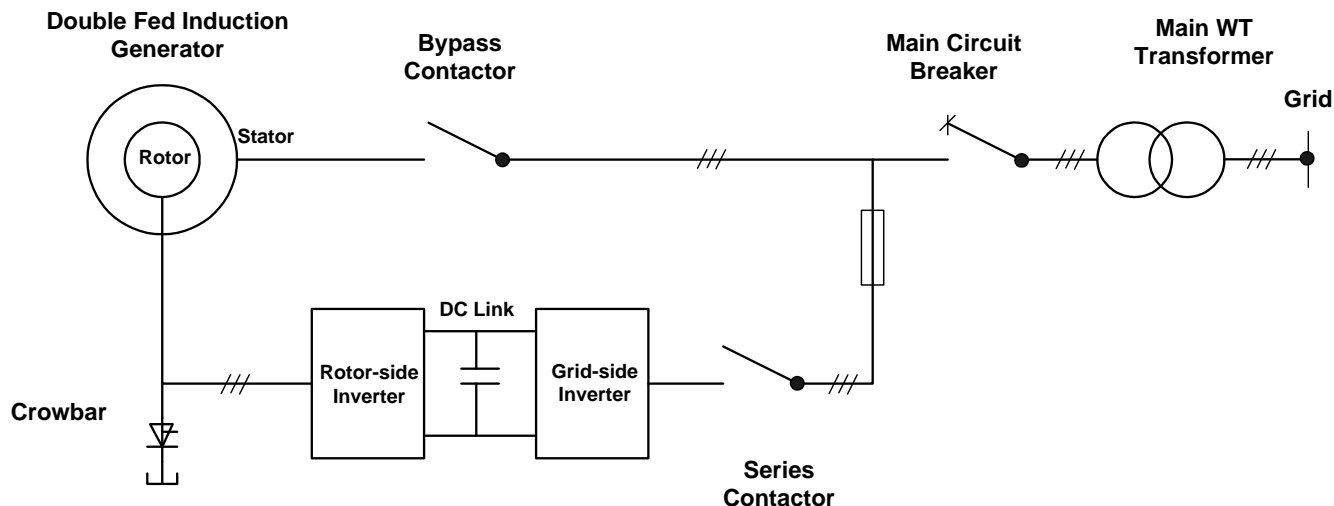 Double Fed Induction
Generator
Bypass
Contactor
Main Circuit
Breaker
Main WT
Transformer
Grid
Stator
Rotor
DC Link
Rotor-side
Inverter
Grid-side
Inverter
Crowbar
Series
Contactor